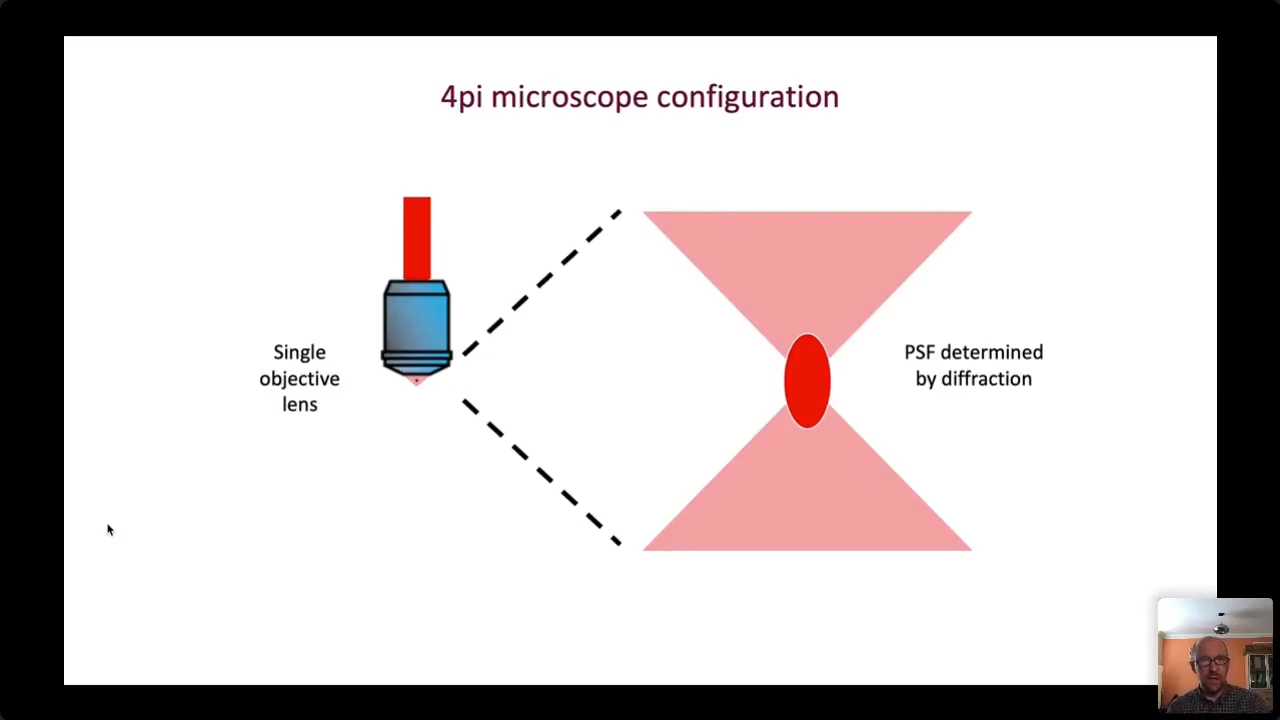 4pi microscope configuration
Single
objective
lens
PSF determined
by diffraction